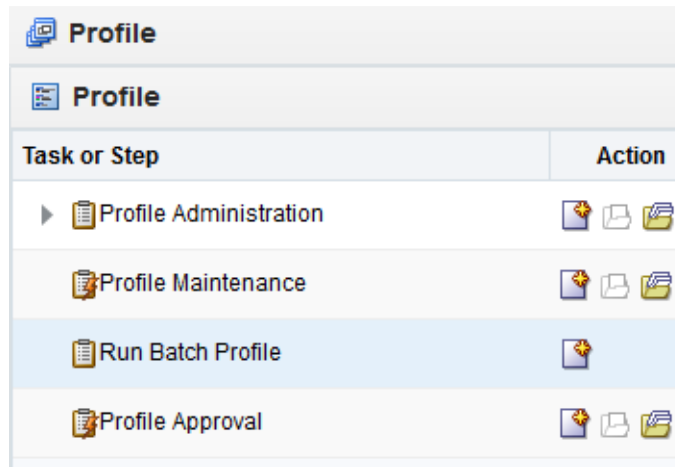 Profile
Profile
Task or Step Action
Profile Administration
Profile Maintenance
Run Batch Profile
Profile Approval